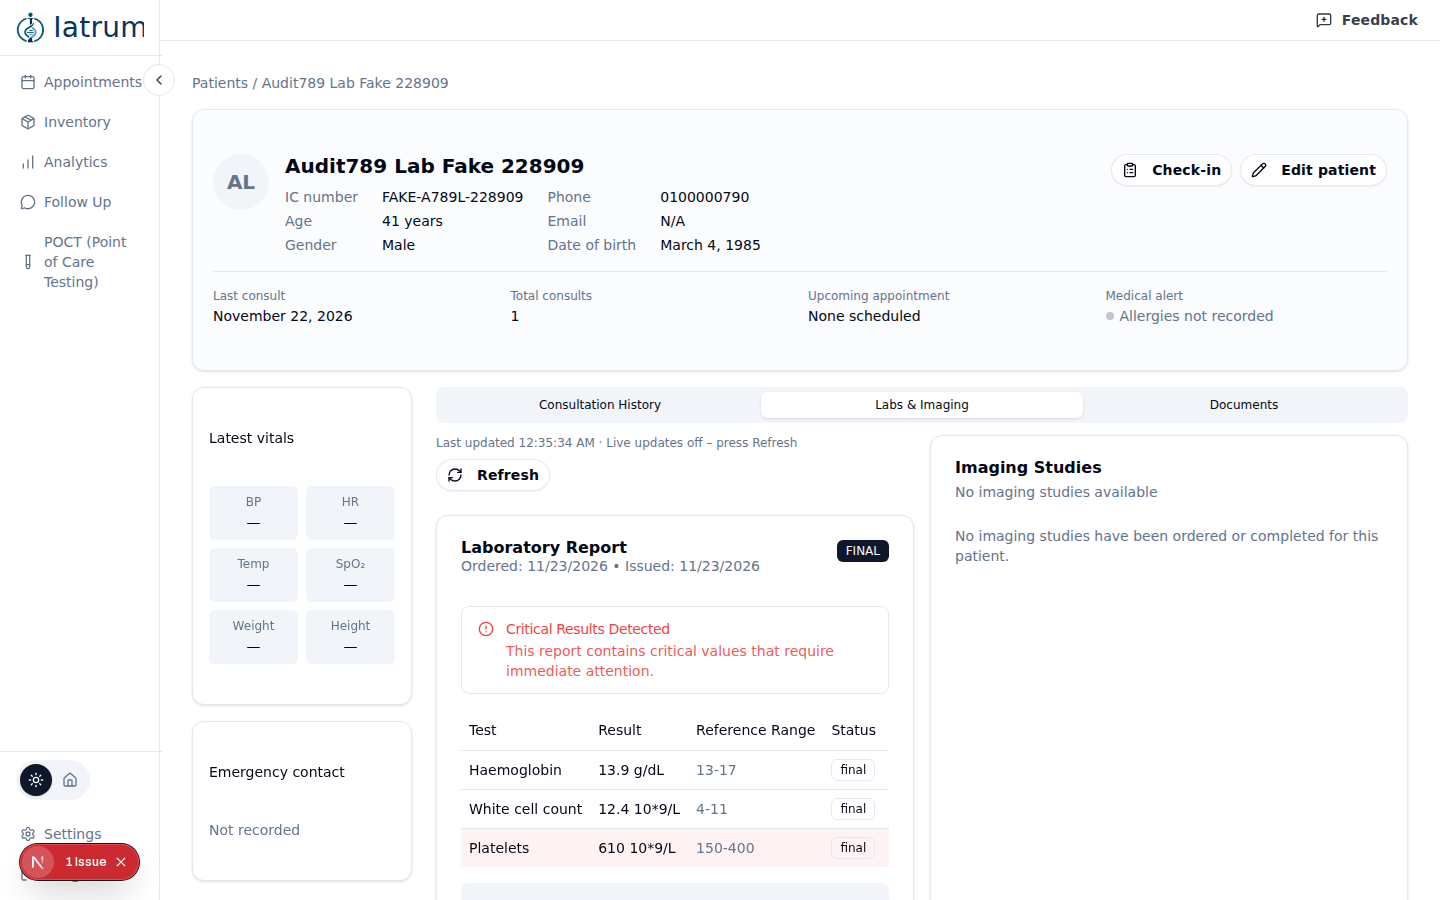 Iatrum
Feedback
Appointments
Inventory
Analytics
Follow Up
POCT (Point
of Care
Testing)
Settings
1 Issue
Patients / Audit789 Lab Fake 228909
AL
Audit789 Lab Fake 228909
Check-in
Edit patient
IC number FAKE-A789L-228909 Phone 0100000790
Age 41 years Email N/A
Gender Male Date of birth March 4, 1985
Last consult
November 22, 2026
Total consults
1
Upcoming appointment
None scheduled
Medical alert
Allergies not recorded
Latest vitals
BP
—
HR
—
Temp
—
SpO₂
—
Weight
—
Height
—
Emergency contact
Not recorded
Consultation History
Labs & Imaging
Documents
Last updated 12:35:34 AM · Live updates off – press Refresh
Refresh
Laboratory Report
FINAL
Ordered: 11/23/2026 • Issued: 11/23/2026
Critical Results Detected
This report contains critical values that require
immediate attention.
Test Result Reference Range Status
Haemoglobin 13.9 g/dL 13-17 final
White cell count 12.4 10*9/L 4-11 final
Platelets 610 10*9/L 150-400 final
Imaging Studies
No imaging studies available
No imaging studies have been ordered or completed for this
patient.